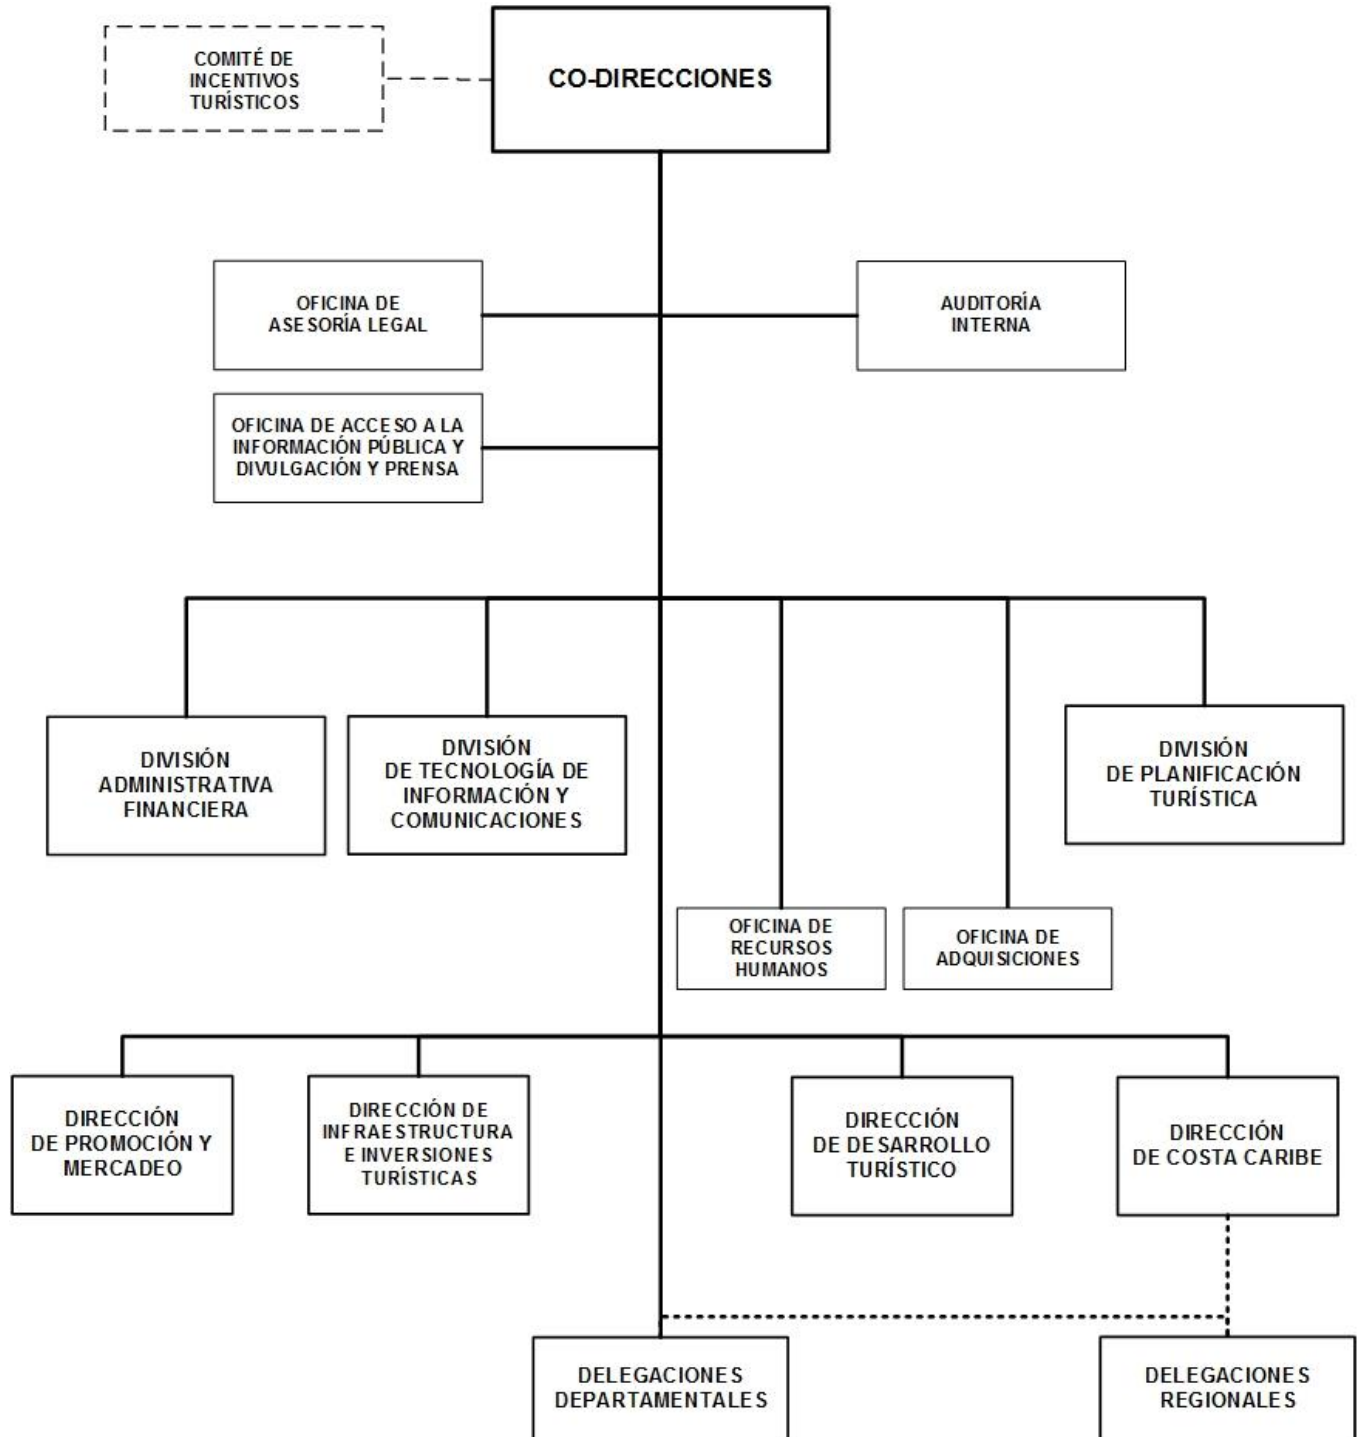 COMITÉ DE
INCENTIVOS
TURÍSTICOS
CO-DIRECCIONES
OFICINA DE
ASESORÍA LEGAL
AUDITORÍA
INTERNA
OFICINA DE ACCESO A LA
INFORMACIÓN PÚBLICA Y
DIVULGACIÓN Y PRENSA
DIVISIÓN
ADMINISTRATIVA
FINANCIERA
DIVISIÓN
DE TECNOLOGÍA DE
INFORMACIÓN Y
COMUNICACIONES
DIVISIÓN
DE PLANIFICACIÓN
TURÍSTICA
OFICINA DE
RECURSOS
HUMANOS
OFICINA DE
ADQUISICIONES
DIRECCIÓN
DE PROMOCIÓN Y
MERCADEO
DIRECCIÓN DE
INFRAESTRUCTURA
E INVERSIONES
TURÍSTICAS
DIRECCIÓN
DE DESARROLLO
TURÍSTICO
DIRECCIÓN
DE COSTA CARIBE
DELEGACIONES
DEPARTAMENTALES
DELEGACIONES
REGIONALES